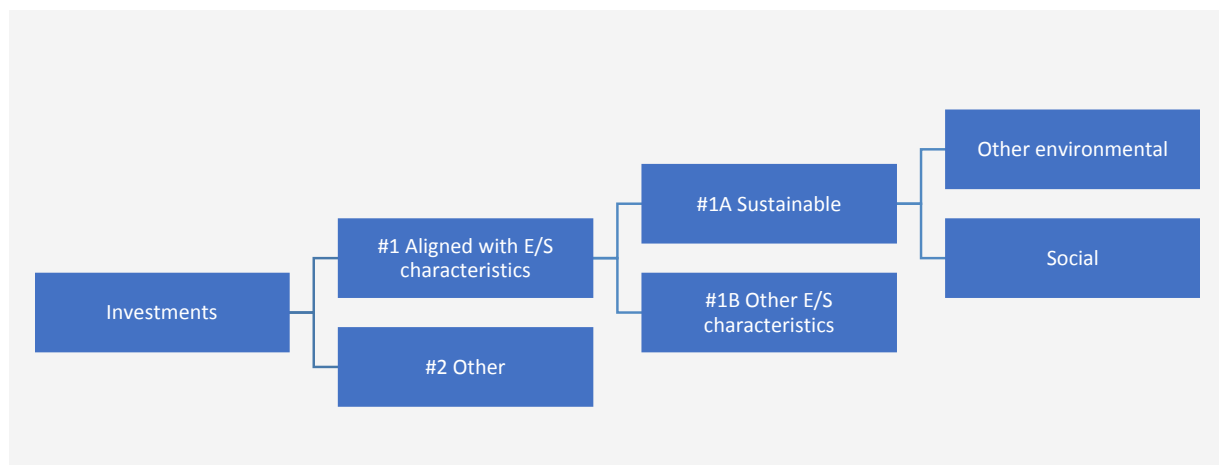 Investments
#1 Aligned with E/S
characteristics
#2 Other
#1A Sustainable
#1B Other E/S
characteristics
Other environmental
Social